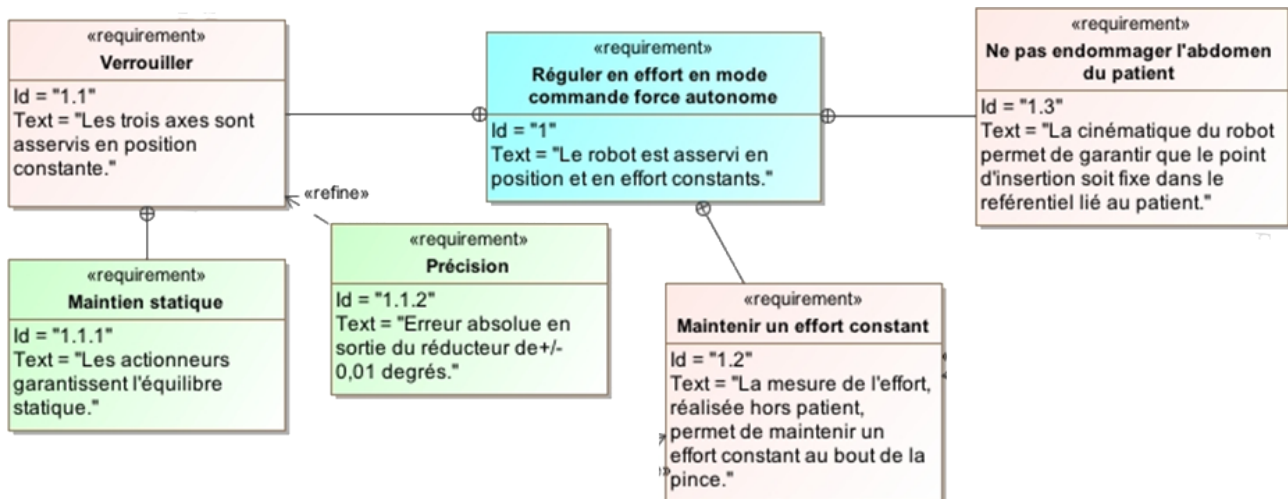 «requirement»
Verrouiller
Id = "1.1"
Text = "Les trois axes sont
asservis en position
constante."
«requirement»
Réguler en effort en mode
commande force autonome
Id = "1"
Text = "Le robot est asservi en
position et en effort constants."
«requirement»
Ne pas endommager l'abdomen
du patient
Id = "1.3"
Text = "La cinématique du robot
permet de garantir que le point
d'insertion soit fixe dans le
reférentiel lié au patient."
«refine»
«requirement»
Maintien statique
Id = "1.1.1"
Text = "Les actionneurs
garantissent l'équilibre
statique."
«requirement»
Précision
Id = "1.1.2"
Text = "Erreur absolue en
sortie du réducteur de+/-
0,01 degrés."
«requirement»
Maintenir un effort constant
Id = "1.2"
Text = "La mesure de l'effort,
réalisée hors patient,
permet de maintenir un
effort constant au bout de la
pince."